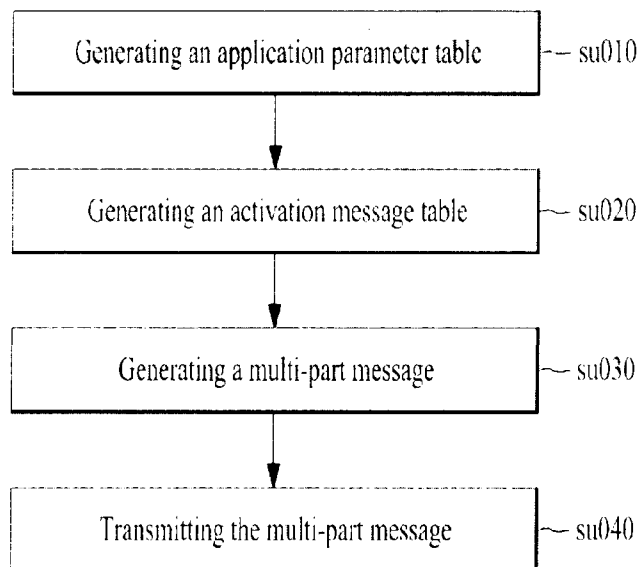 Generating an application parameter table su010
Generating an activation message table su020
Generating a multi-part message su030
Transmitting the multi-part message su040